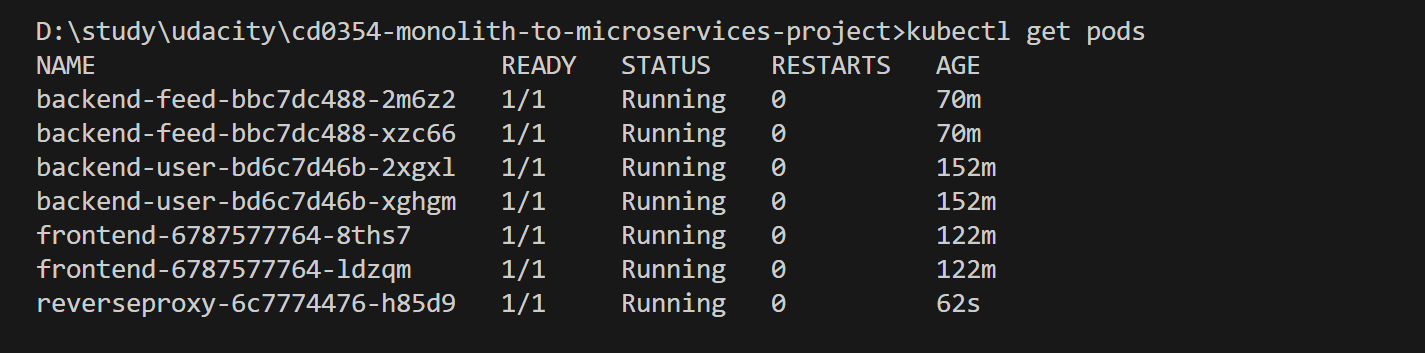 D:\study\udacity\cd0354-monolith-to-microservices-project>kubectl get pods
NAME                           READY   STATUS    RESTARTS   AGE
backend-feed-bbc7dc488-2m6z2   1/1     Running   0          70m
backend-feed-bbc7dc488-xzc66   1/1     Running   0          70m
backend-user-bd6c7d46b-2xgxl   1/1     Running   0          152m
backend-user-bd6c7d46b-xghgm   1/1     Running   0          152m
frontend-6787577764-8ths7      1/1     Running   0          122m
frontend-6787577764-ldzqm      1/1     Running   0          122m
reverseproxy-6c7774476-h85d9   1/1     Running   0          62s